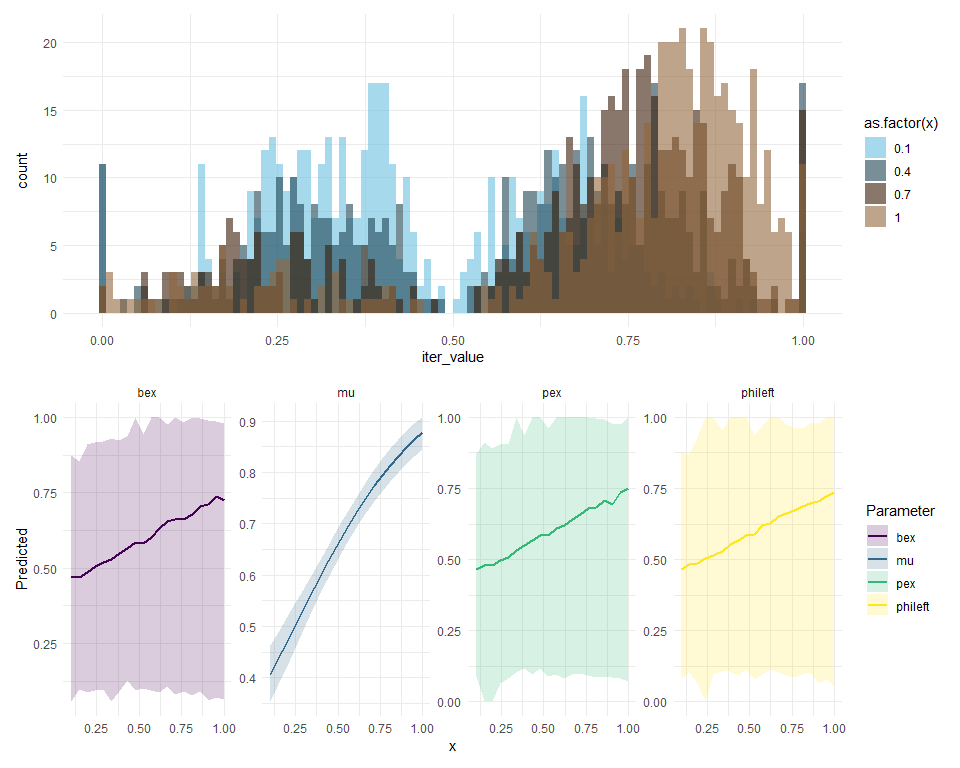 20
15
10
5
0
count
0.00 0.25 0.50 0.75 1.00
iter_value
as.factor(x)
0.1
0.4
0.7
1
bex mu pex phileft
1.00
0.75
0.50
0.25
0.9
0.8
0.7
0.6
0.5
0.4
1.00
0.75
0.50
0.25
0.00
1.00
0.75
0.50
0.25
0.00
Predicted
0.25 0.50 0.75 1.00 0.25 0.50 0.75 1.00 0.25 0.50 0.75 1.00 0.25 0.50 0.75 1.00
x
Parameter
bex
mu
pex
phileft